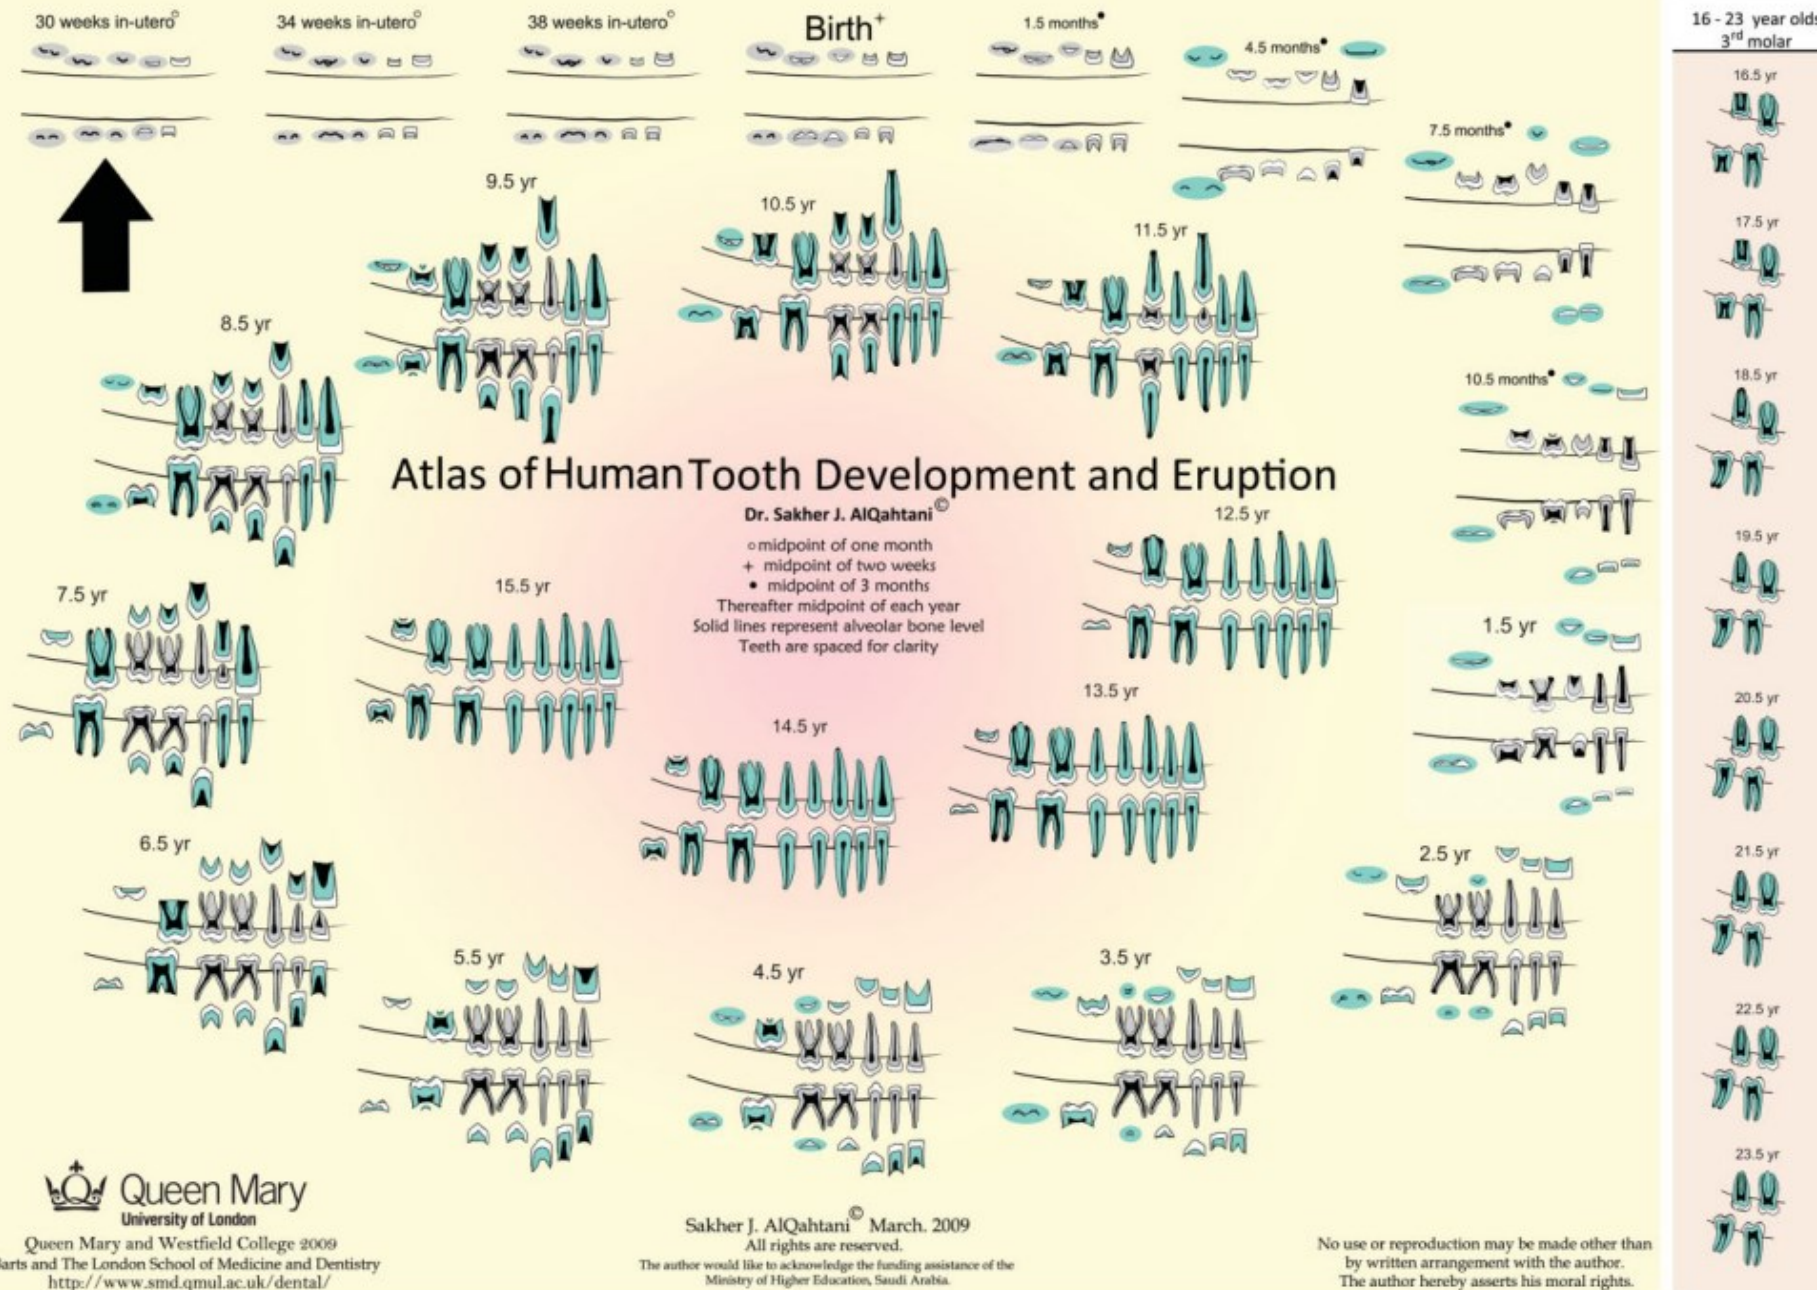 30 weeks in-utero○
34 weeks in-utero○
38 weeks in-utero○
Birth+
1.5 months●
4.5 months●
7.5 months●
10.5 months●
1.5 yr
2.5 yr
3.5 yr
4.5 yr
5.5 yr
6.5 yr
7.5 yr
8.5 yr
9.5 yr
10.5 yr
11.5 yr
Atlas of Human Tooth Development and Eruption
Dr. Sakher J. AlQahtani©
○ midpoint of one month
+ midpoint of two weeks
● midpoint of 3 months
Thereafter midpoint of each year
Solid lines represent alveolar bone level
Teeth are spaced for clarity
12.5 yr
13.5 yr
14.5 yr
15.5 yr
16 - 23 year olds
3rd molar
16.5 yr
17.5 yr
18.5 yr
19.5 yr
20.5 yr
21.5 yr
22.5 yr
23.5 yr
Queen Mary
University of London
Queen Mary and Westfield College 2009
arts and The London School of Medicine and Dentistry
http://www.smd.qmul.ac.uk/dental/
Sakher J. AlQahtani© March. 2009
All rights are reserved.
The author would like to acknowledge the funding assistance of the
Ministry of Higher Education, Saudi Arabia.
No use or reproduction may be made other than
by written arrangement with the author.
The author hereby asserts his moral rights.